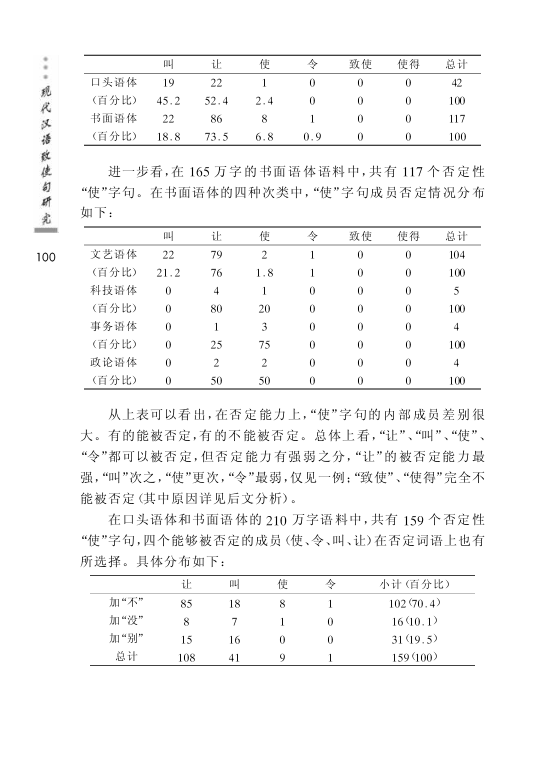 现代汉语致使句研究
100
叫 让 使 令 致使 使得 总计
口头语体 19 22 1 0 0 0 42
(百分比) 45.2 52.4 2.4 0 0 0 100
书面语体 22 86 8 1 0 0 117
(百分比) 18.8 73.5 6.8 0.9 0 0 100
进一步看,在 165 万字的书面语体语料中,共有 117 个否定性
“使”字句。在书面语体的四种次类中,“使”字句成员否定情况分布
如下:
叫 让 使 令 致使 使得 总计
文艺语体 22 79 2 1 0 0 104
(百分比) 21.2 76 1.8 1 0 0 100
科技语体 0 4 1 0 0 0 5
(百分比) 0 80 20 0 0 0 100
事务语体 0 1 3 0 0 0 4
(百分比) 0 25 75 0 0 0 100
政论语体 0 2 2 0 0 0 4
(百分比) 0 50 50 0 0 0 100
从上表可以看出,在否定能力上,“使”字句的内部成员差别很
大。有的能被否定,有的不能被否定。总体上看,“让”、“叫”、“使”、
“令”都可以被否定,但否定能力有强弱之分,“让”的被否定能力最
强,“叫”次之,“使”更次,“令”最弱,仅见一例;“致使”、“使得”完全不
能被否定(其中原因详见后文分析)。
在口头语体和书面语体的 210 万字语料中,共有 159 个否定性
“使”字句,四个能够被否定的成员(使、令、叫、让)在否定词语上也有
所选择。具体分布如下:
让 叫 使 令 小计(百分比)
加“不” 85 18 8 1 102(70.4)
加“没” 8 7 1 0 16(10.1)
加“别” 15 16 0 0 31(19.5)
总计 108 41 9 1 159(100)